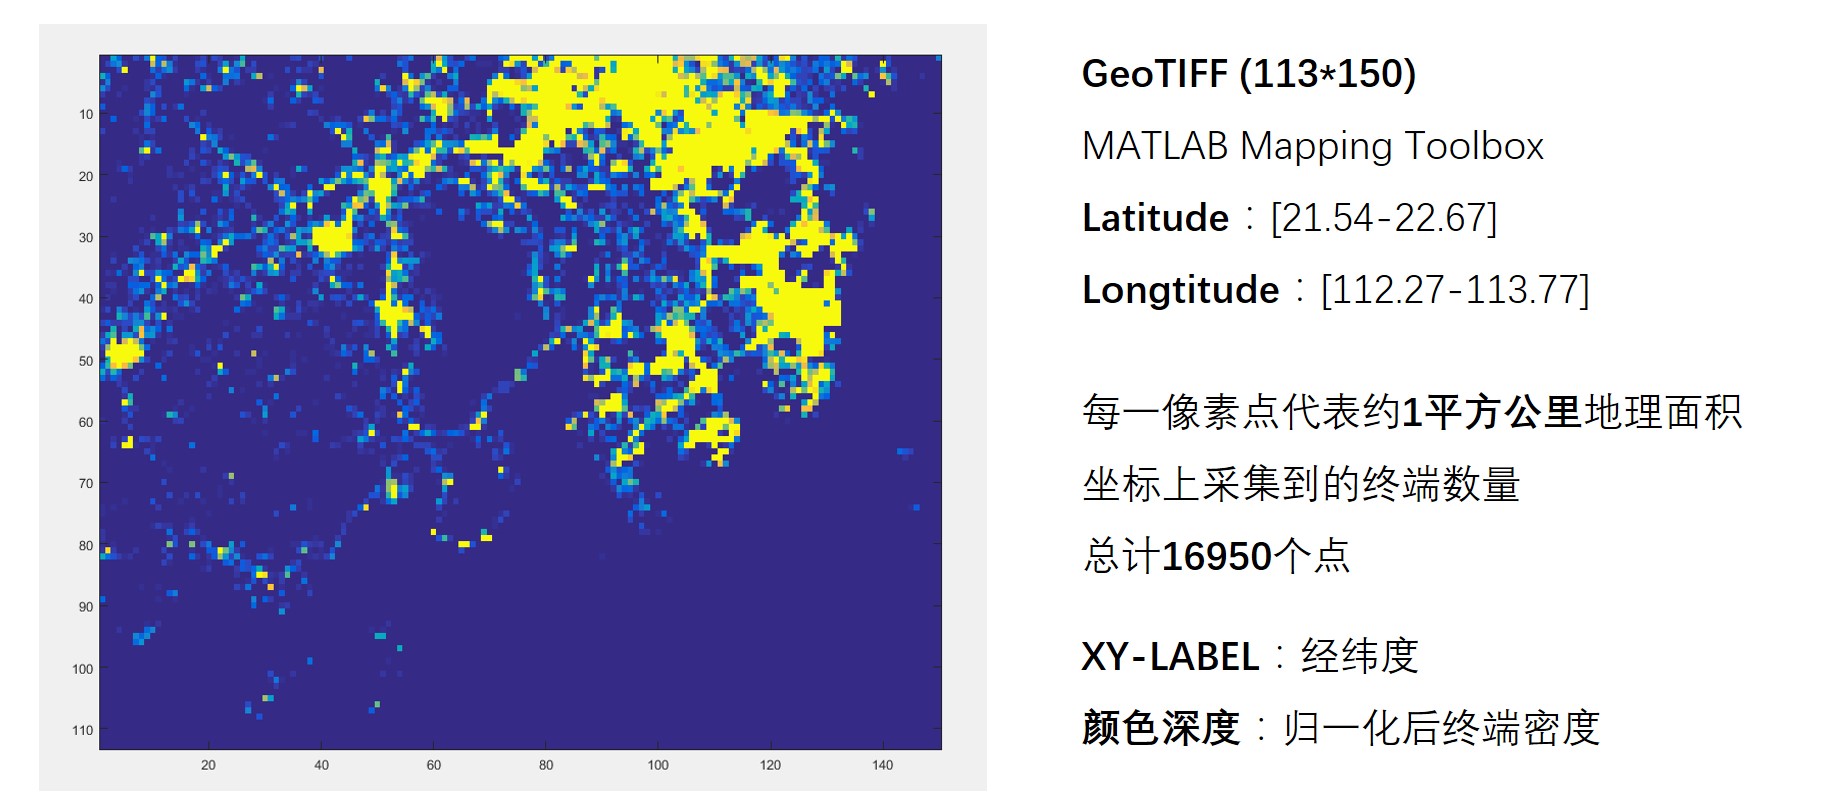 10
20
30
40
50
60
70
80
90
100
110
20 40 60 80 100 120 140
GeoTIFF (113*150)
MATLAB Mapping Toolbox
Latitude：[21.54-22.67]
Longtitude：[112.27-113.77]
每一像素点代表约1平方公里地理面积
坐标上采集到的终端数量
总计16950个点
XY-LABEL：经纬度
颜色深度：归一化后终端密度